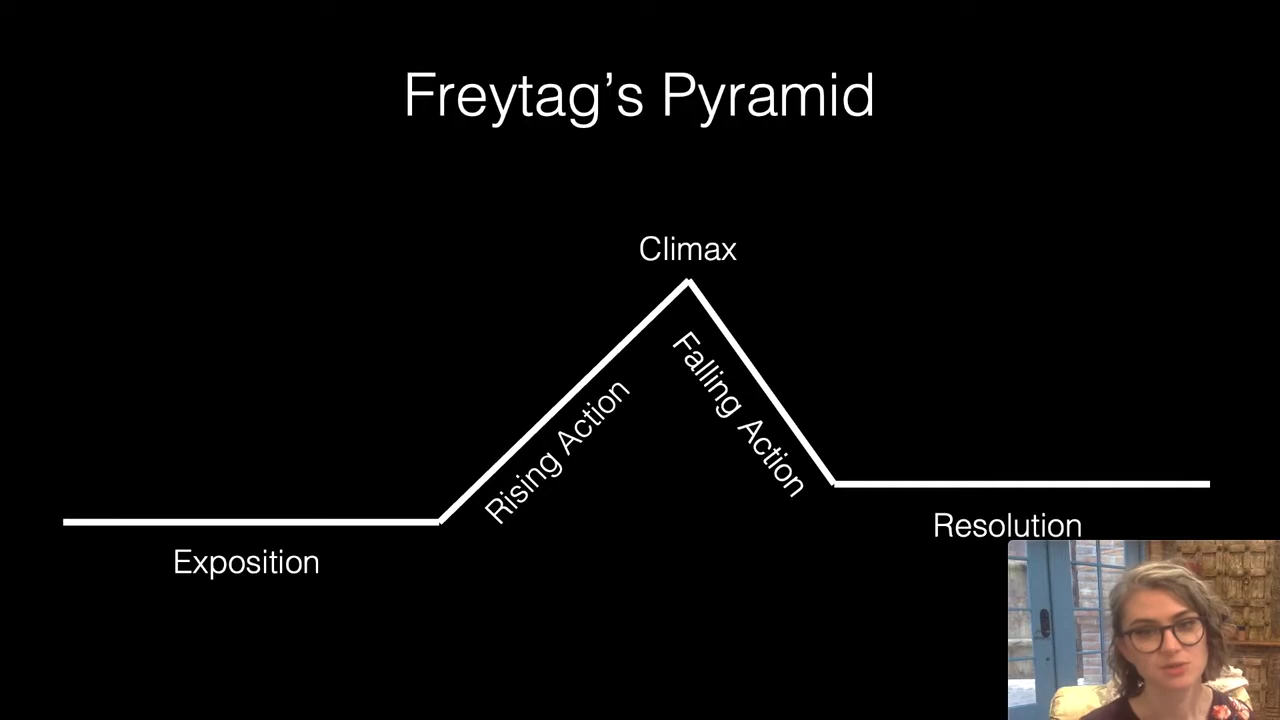 Freytag’s Pyramid
Climax
Rising Action
Falling Action
Exposition
Resolution